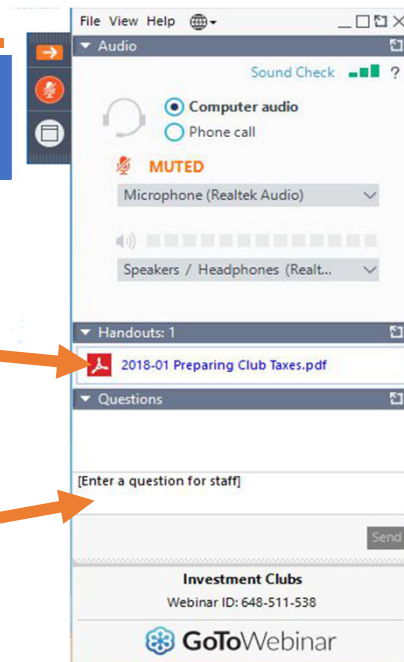 File View Help
Audio
Sound Check ?
Computer audio
Phone call
MUTED
Microphone (Realtek Audio)
Speakers / Headphones (Realt...
Handouts: 1
2018-01 Preparing Club Taxes.pdf
Questions
[Enter a question for staff]
Send
Investment Clubs
Webinar ID: 648-511-538
GoToWebinar